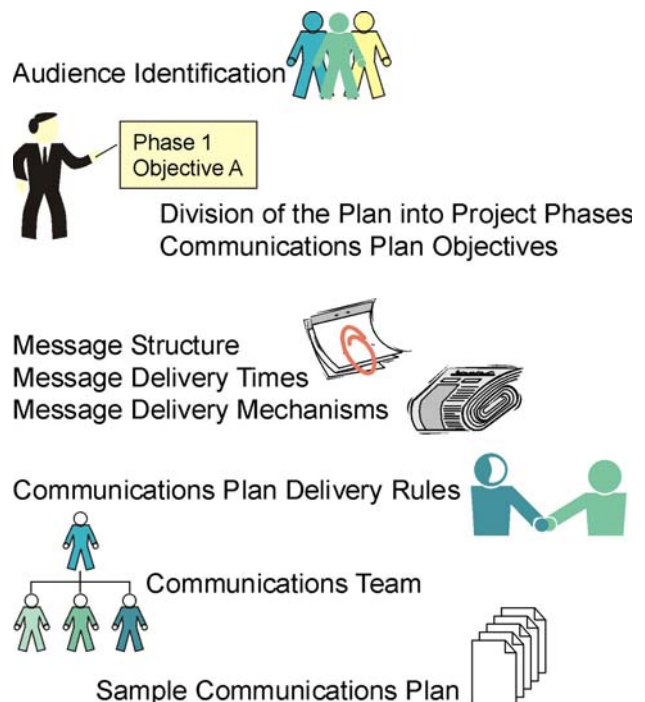 Audience Identification
Phase 1
Objective A
Division of the Plan into Project Phases
Communications Plan Objectives
Message Structure
Message Delivery Times
Message Delivery Mechanisms
Communications Plan Delivery Rules
Communications Team
Sample Communications Plan